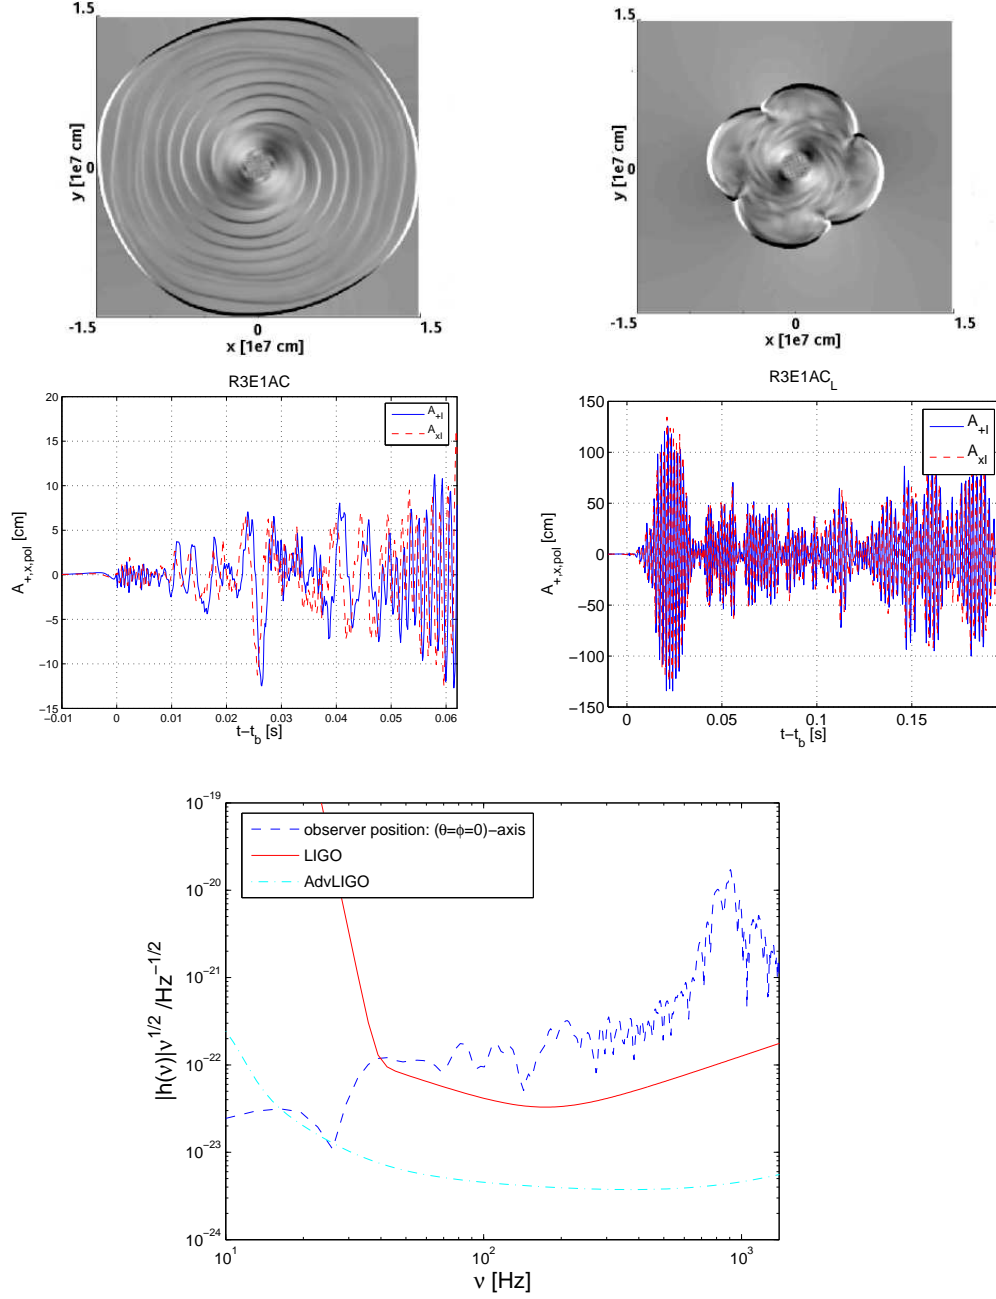 1.5
y [1e7 cm]
0
-1.5
0
1.5
x [1e7 cm]
1.5
y [1e7 cm]
0
-1.5
0
1.5
x [1e7 cm]
R3E1AC
A+I
AxI
20
15
10
5
0
−5
−10
−15
A+,x,pol [cm]
−0.01
0
0.01
0.02
0.03
0.04
0.05
0.06
t−tb [s]
R3E1ACL
A+I
AxI
150
100
50
0
−50
−100
−150
A+,x,pol [cm]
0
0.05
0.1
0.15
t−tb [s]
observer position: (θ=ϕ=0)−axis
LIGO
AdvLIGO
10−19
10−20
10−21
10−22
10−23
10−24
|h(ν)|ν1/2 /Hz−1/2
101
102
103
ν [Hz]